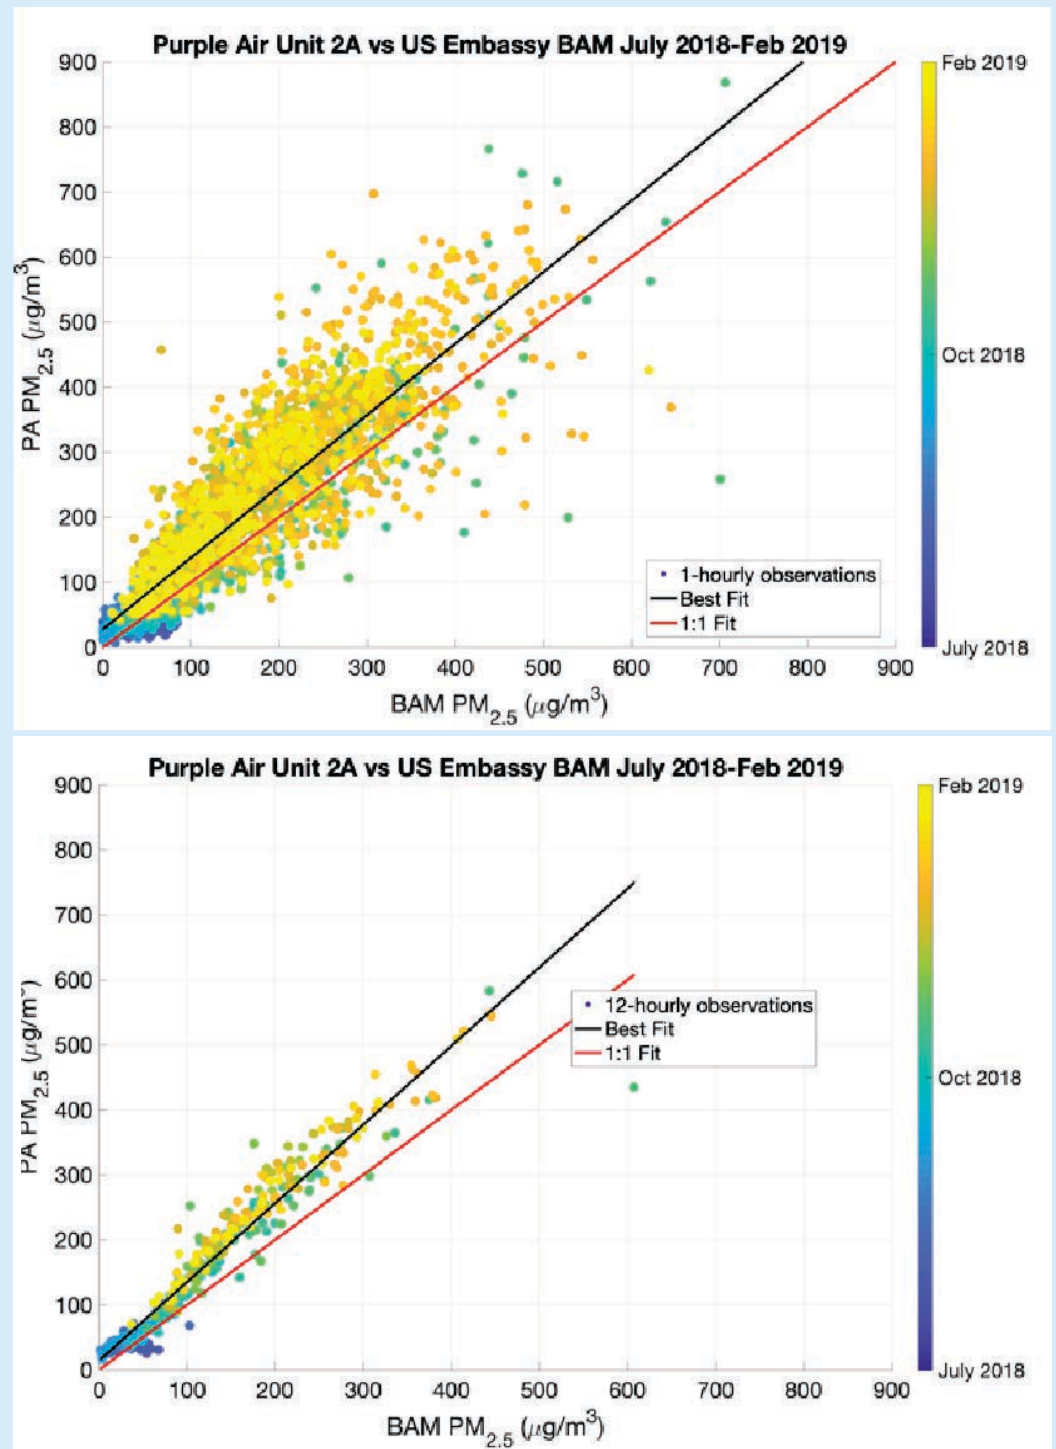 Purple Air Unit 2A vs US Embassy BAM July 2018-Feb 2019
900
800
700
600
500
400
300
200
100
0
PA PM2.5 (μg/m3)
0 100 200 300 400 500 600 700 800 900
BAM PM2.5 (μg/m3)
1-hourly observations
Best Fit
1:1 Fit
Feb 2019
Oct 2018
July 2018
Purple Air Unit 2A vs US Embassy BAM July 2018-Feb 2019
900
800
700
600
500
400
300
200
100
0
PA PM2.5 (μg/m3)
0 100 200 300 400 500 600 700 800 900
BAM PM2.5 (μg/m3)
12-hourly observations
Best Fit
1:1 Fit
Feb 2019
Oct 2018
July 2018